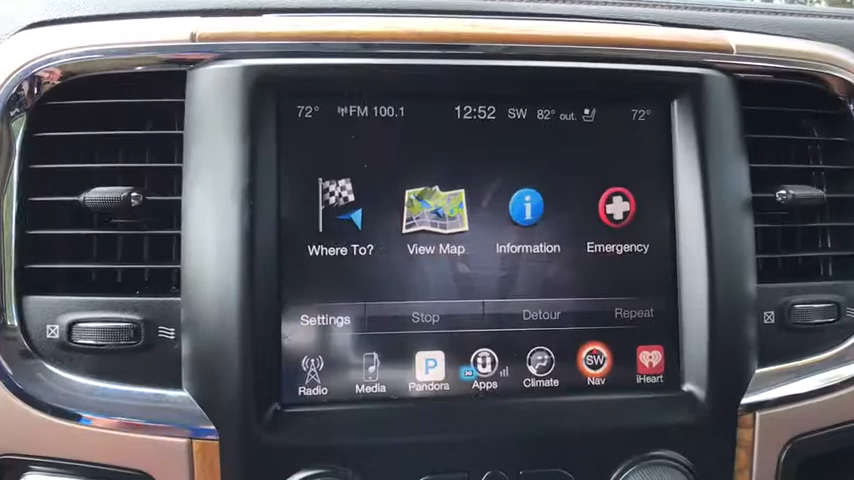 72° FM 100.1 12:52 SW 82° out. 72°
Where To? View Map Information Emergency
Settings Stop Detour Repeat
P 3G U SW
Radio Media Pandora Apps Climate Nav iHeart